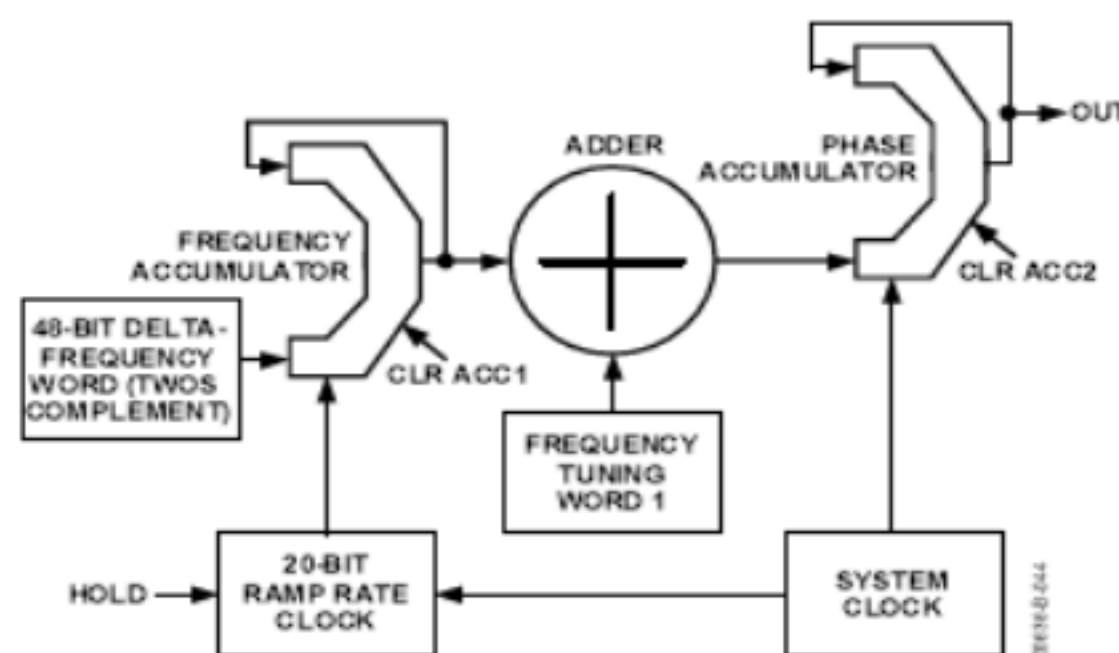 OUT
ADDER
PHASE
ACCUMULATOR
FREQUENCY
ACCUMULATOR
CLR ACC2
48-BIT DELTA-
FREQUENCY
WORD (TWOS
COMPLEMENT)
CLR ACC1
FREQUENCY
TUNING
WORD 1
HOLD
20-BIT
RAMP RATE
CLOCK
SYSTEM
CLOCK